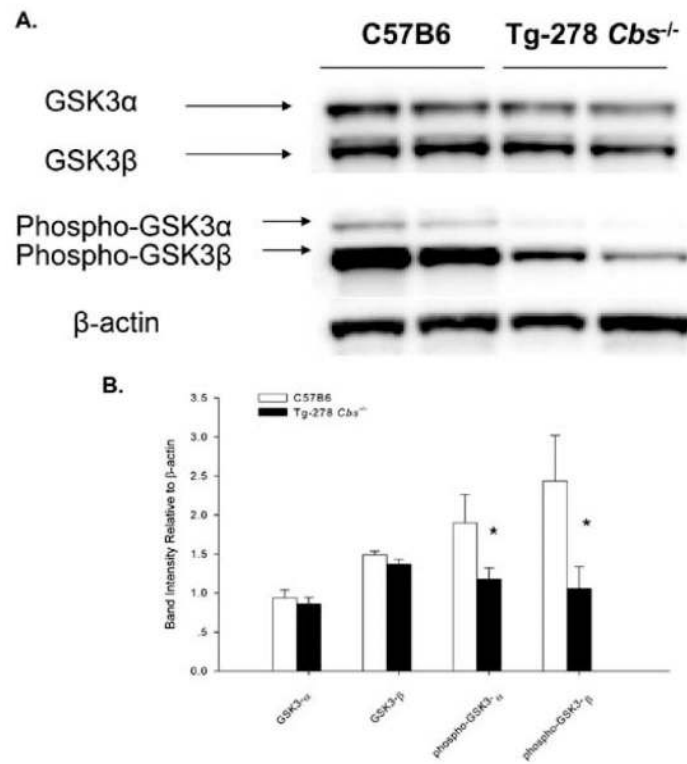 A.
C57B6 Tg-278 Cbs-/-
GSK3α
GSK3β
Phospho-GSK3α
Phospho-GSK3β
β-actin
B.
C57B6
Tg-278 Cbs-/-
Band Intensity Relative to β-actin
3.5
3.0
2.5
2.0
1.5
1.0
.5
0.0
*
*
GSK3-α
GSK3-β
phospho-GSK3-α
phospho-GSK3-β